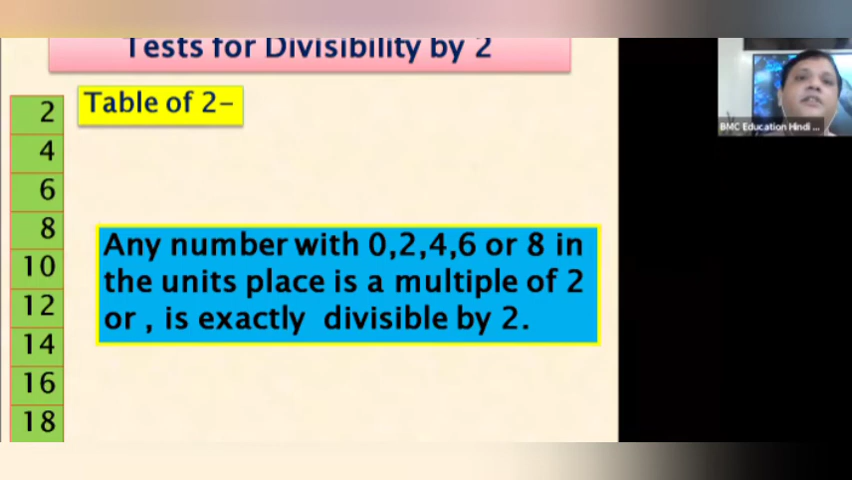 Tests for Divisibility by 2
Table of 2-
2
4
6
8
10
12
14
16
18
Any number with 0,2,4,6 or 8 in
the units place is a multiple of 2
or , is exactly divisible by 2.
BMC Education Hindi ...